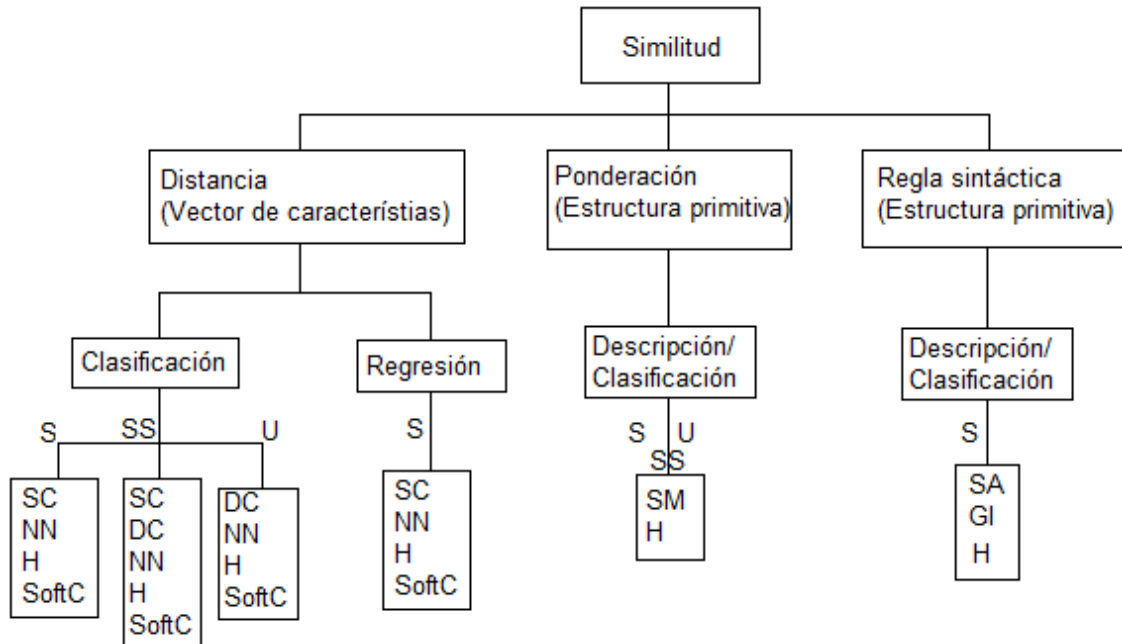 Similitud
Distancia
(Vector de característias)
Ponderación
(Estructura primitiva)
Regla sintáctica
(Estructura primitiva)
Clasificación
Regresión
Descripción/
Clasificación
Descripción/
Clasificación
S
SS
U
S
S
U
SS
S
SC
NN
H
SoftC
SC
DC
NN
H
SoftC
DC
NN
H
SoftC
SC
NN
H
SoftC
SM
H
SA
GI
H